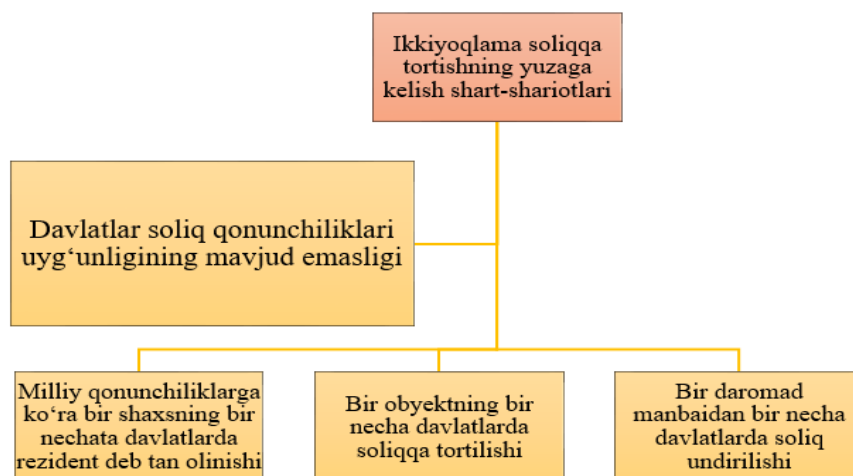 Ikkiyoqlama soliqqa
tortishning yuzaga
kelish shart-shariotlari
Davlatlar soliq qonunchiliklari
uyg‘unligining mavjud emasligi
Milliy qonunchiliklarga
ko‘ra bir shaxsning bir
nechata davlatlarda
rezident deb tan olinishi
Bir obyektning bir
necha davlatlarda
soliqqa tortilishi
Bir daromad
manbaidan bir necha
davlatlarda soliq
undirilishi